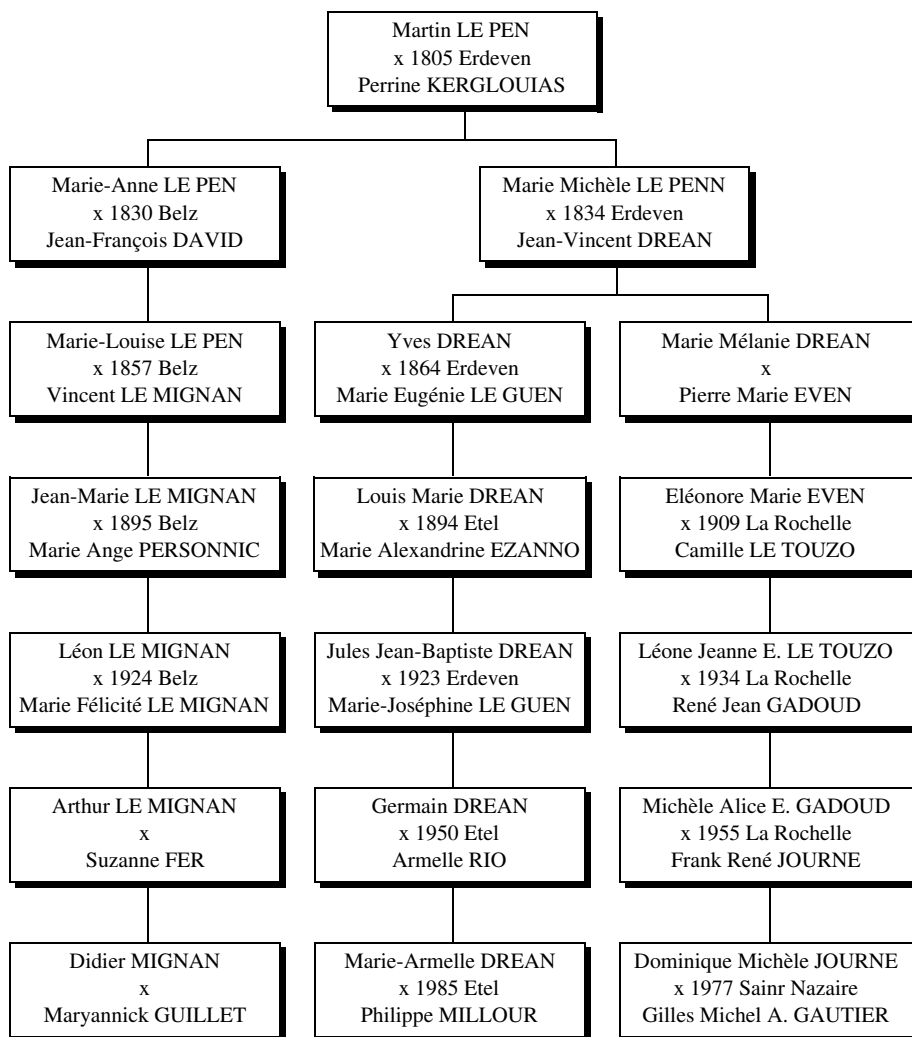 Martin LE PEN
x 1805 Erdeven
Perrine KERGLOUIAS
Marie-Anne LE PEN
x 1830 Belz
Jean-François DAVID
Marie Michèle LE PENN
x 1834 Erdeven
Jean-Vincent DREAN
Marie-Louise LE PEN
x 1857 Belz
Vincent LE MIGNAN
Yves DREAN
x 1864 Erdeven
Marie Eugénie LE GUEN
Marie Mélanie DREAN
x
Pierre Marie EVEN
Jean-Marie LE MIGNAN
x 1895 Belz
Marie Ange PERSONNIC
Louis Marie DREAN
x 1894 Etel
Marie Alexandrine EZANNO
Eléonore Marie EVEN
x 1909 La Rochelle
Camille LE TOUZO
Léon LE MIGNAN
x 1924 Belz
Marie Félicité LE MIGNAN
Jules Jean-Baptiste DREAN
x 1923 Erdeven
Marie-Joséphine LE GUEN
Léone Jeanne E. LE TOUZO
x 1934 La Rochelle
René Jean GADOUD
Arthur LE MIGNAN
x
Suzanne FER
Germain DREAN
x 1950 Etel
Armelle RIO
Michèle Alice E. GADOUD
x 1955 La Rochelle
Frank René JOURNE
Didier MIGNAN
x
Maryannick GUILLET
Marie-Armelle DREAN
x 1985 Etel
Philippe MILLOUR
Dominique Michèle JOURNE
x 1977 Sainr Nazaire
Gilles Michel A. GAUTIER